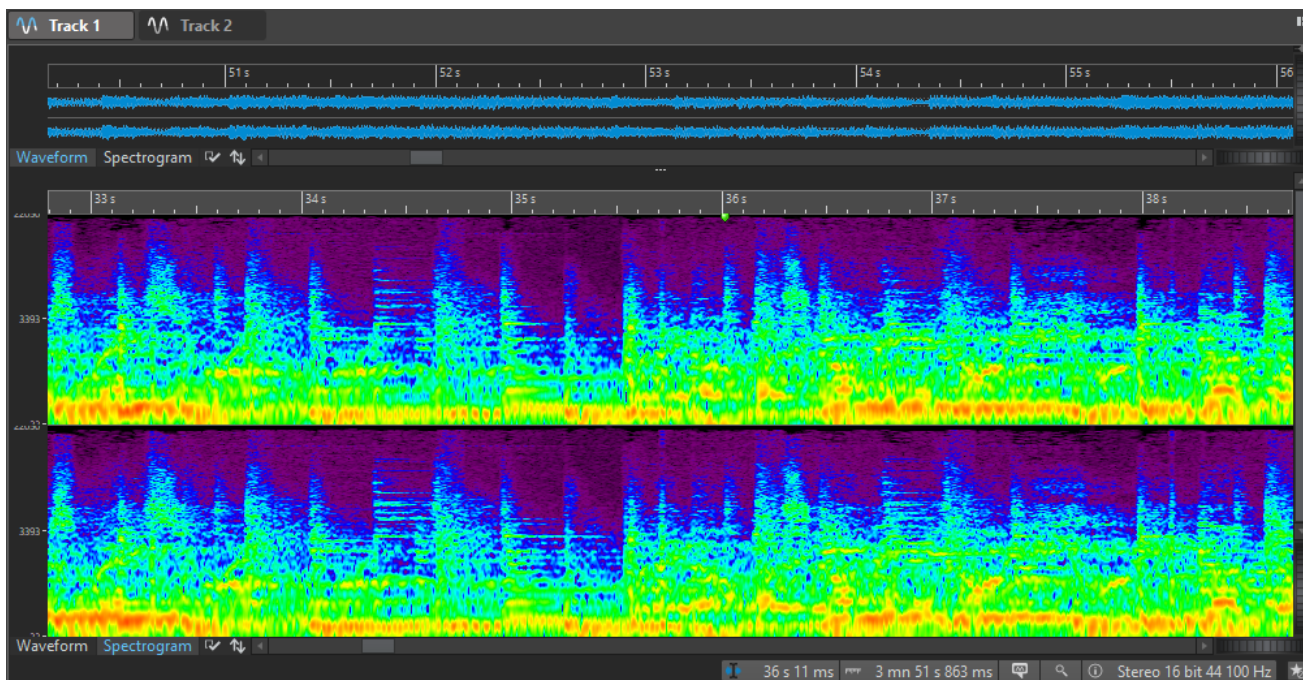 Track 1 Track 2
51 s 52 s 53 s 54 s 55 s 56
Waveform Spectrogram
33 s 34 s 35 s 36 s 37 s 38 s
3393
3393
Waveform Spectrogram
36 s 11 ms 3 mn 51 s 863 ms Stereo 16 bit 44 100 Hz